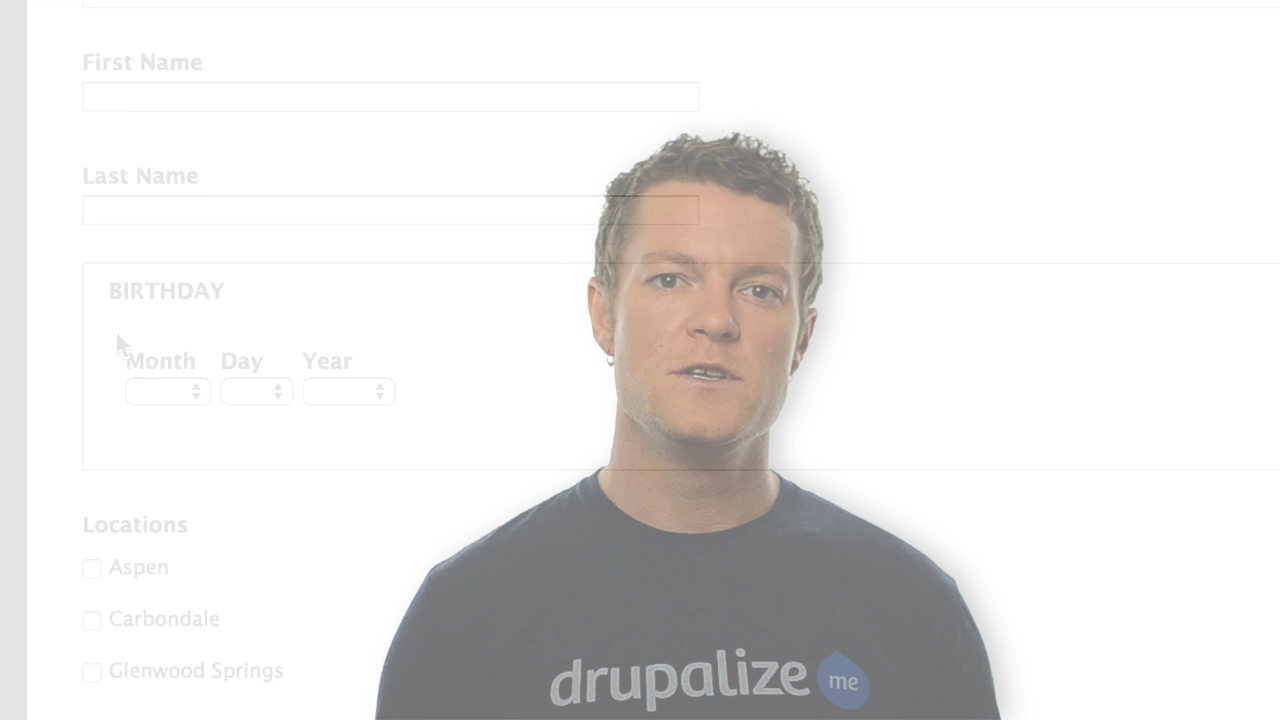 First Name
Last Name
BIRTHDAY
Month Day Year
Locations
Aspen
Carbondale
Glenwood Springs
drupalize me